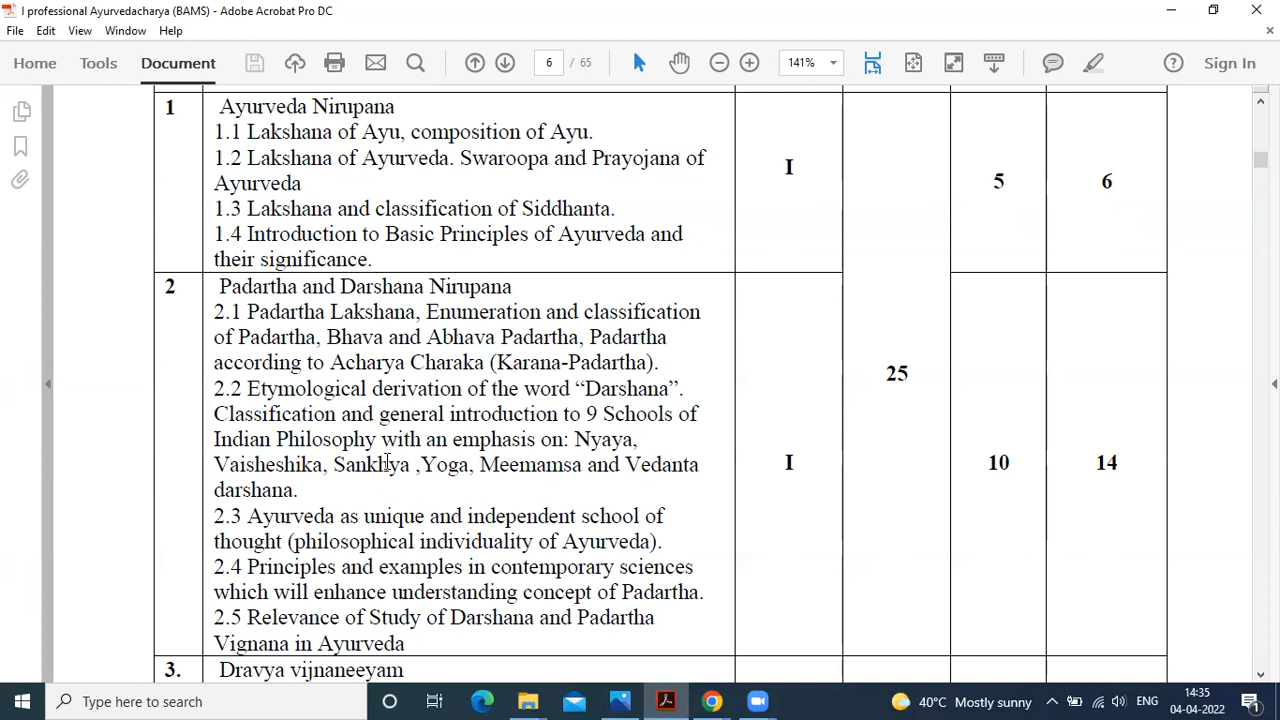 I professional Ayurvedacharya (BAMS) - Adobe Acrobat Pro DC
File Edit View Window Help
Home Tools Document 6 / 65 141% Sign In
1 Ayurveda Nirupana
1.1 Lakshana of Ayu, composition of Ayu.
1.2 Lakshana of Ayurveda. Swaroopa and Prayojana of
Ayurveda
1.3 Lakshana and classification of Siddhanta.
1.4 Introduction to Basic Principles of Ayurveda and
their significance.
I
5
6
2 Padartha and Darshana Nirupana
2.1 Padartha Lakshana, Enumeration and classification
of Padartha, Bhava and Abhava Padartha, Padartha
according to Acharya Charaka (Karana-Padartha).
2.2 Etymological derivation of the word “Darshana”.
Classification and general introduction to 9 Schools of
Indian Philosophy with an emphasis on: Nyaya,
Vaisheshika, Sankhya ,Yoga, Meemamsa and Vedanta
darshana.
2.3 Ayurveda as unique and independent school of
thought (philosophical individuality of Ayurveda).
2.4 Principles and examples in contemporary sciences
which will enhance understanding concept of Padartha.
2.5 Relevance of Study of Darshana and Padartha
Vignana in Ayurveda
I
25
10
14
3. Dravya vijnaneeyam
Type here to search
40°C Mostly sunny
ENG
14:35
04-04-2022
1